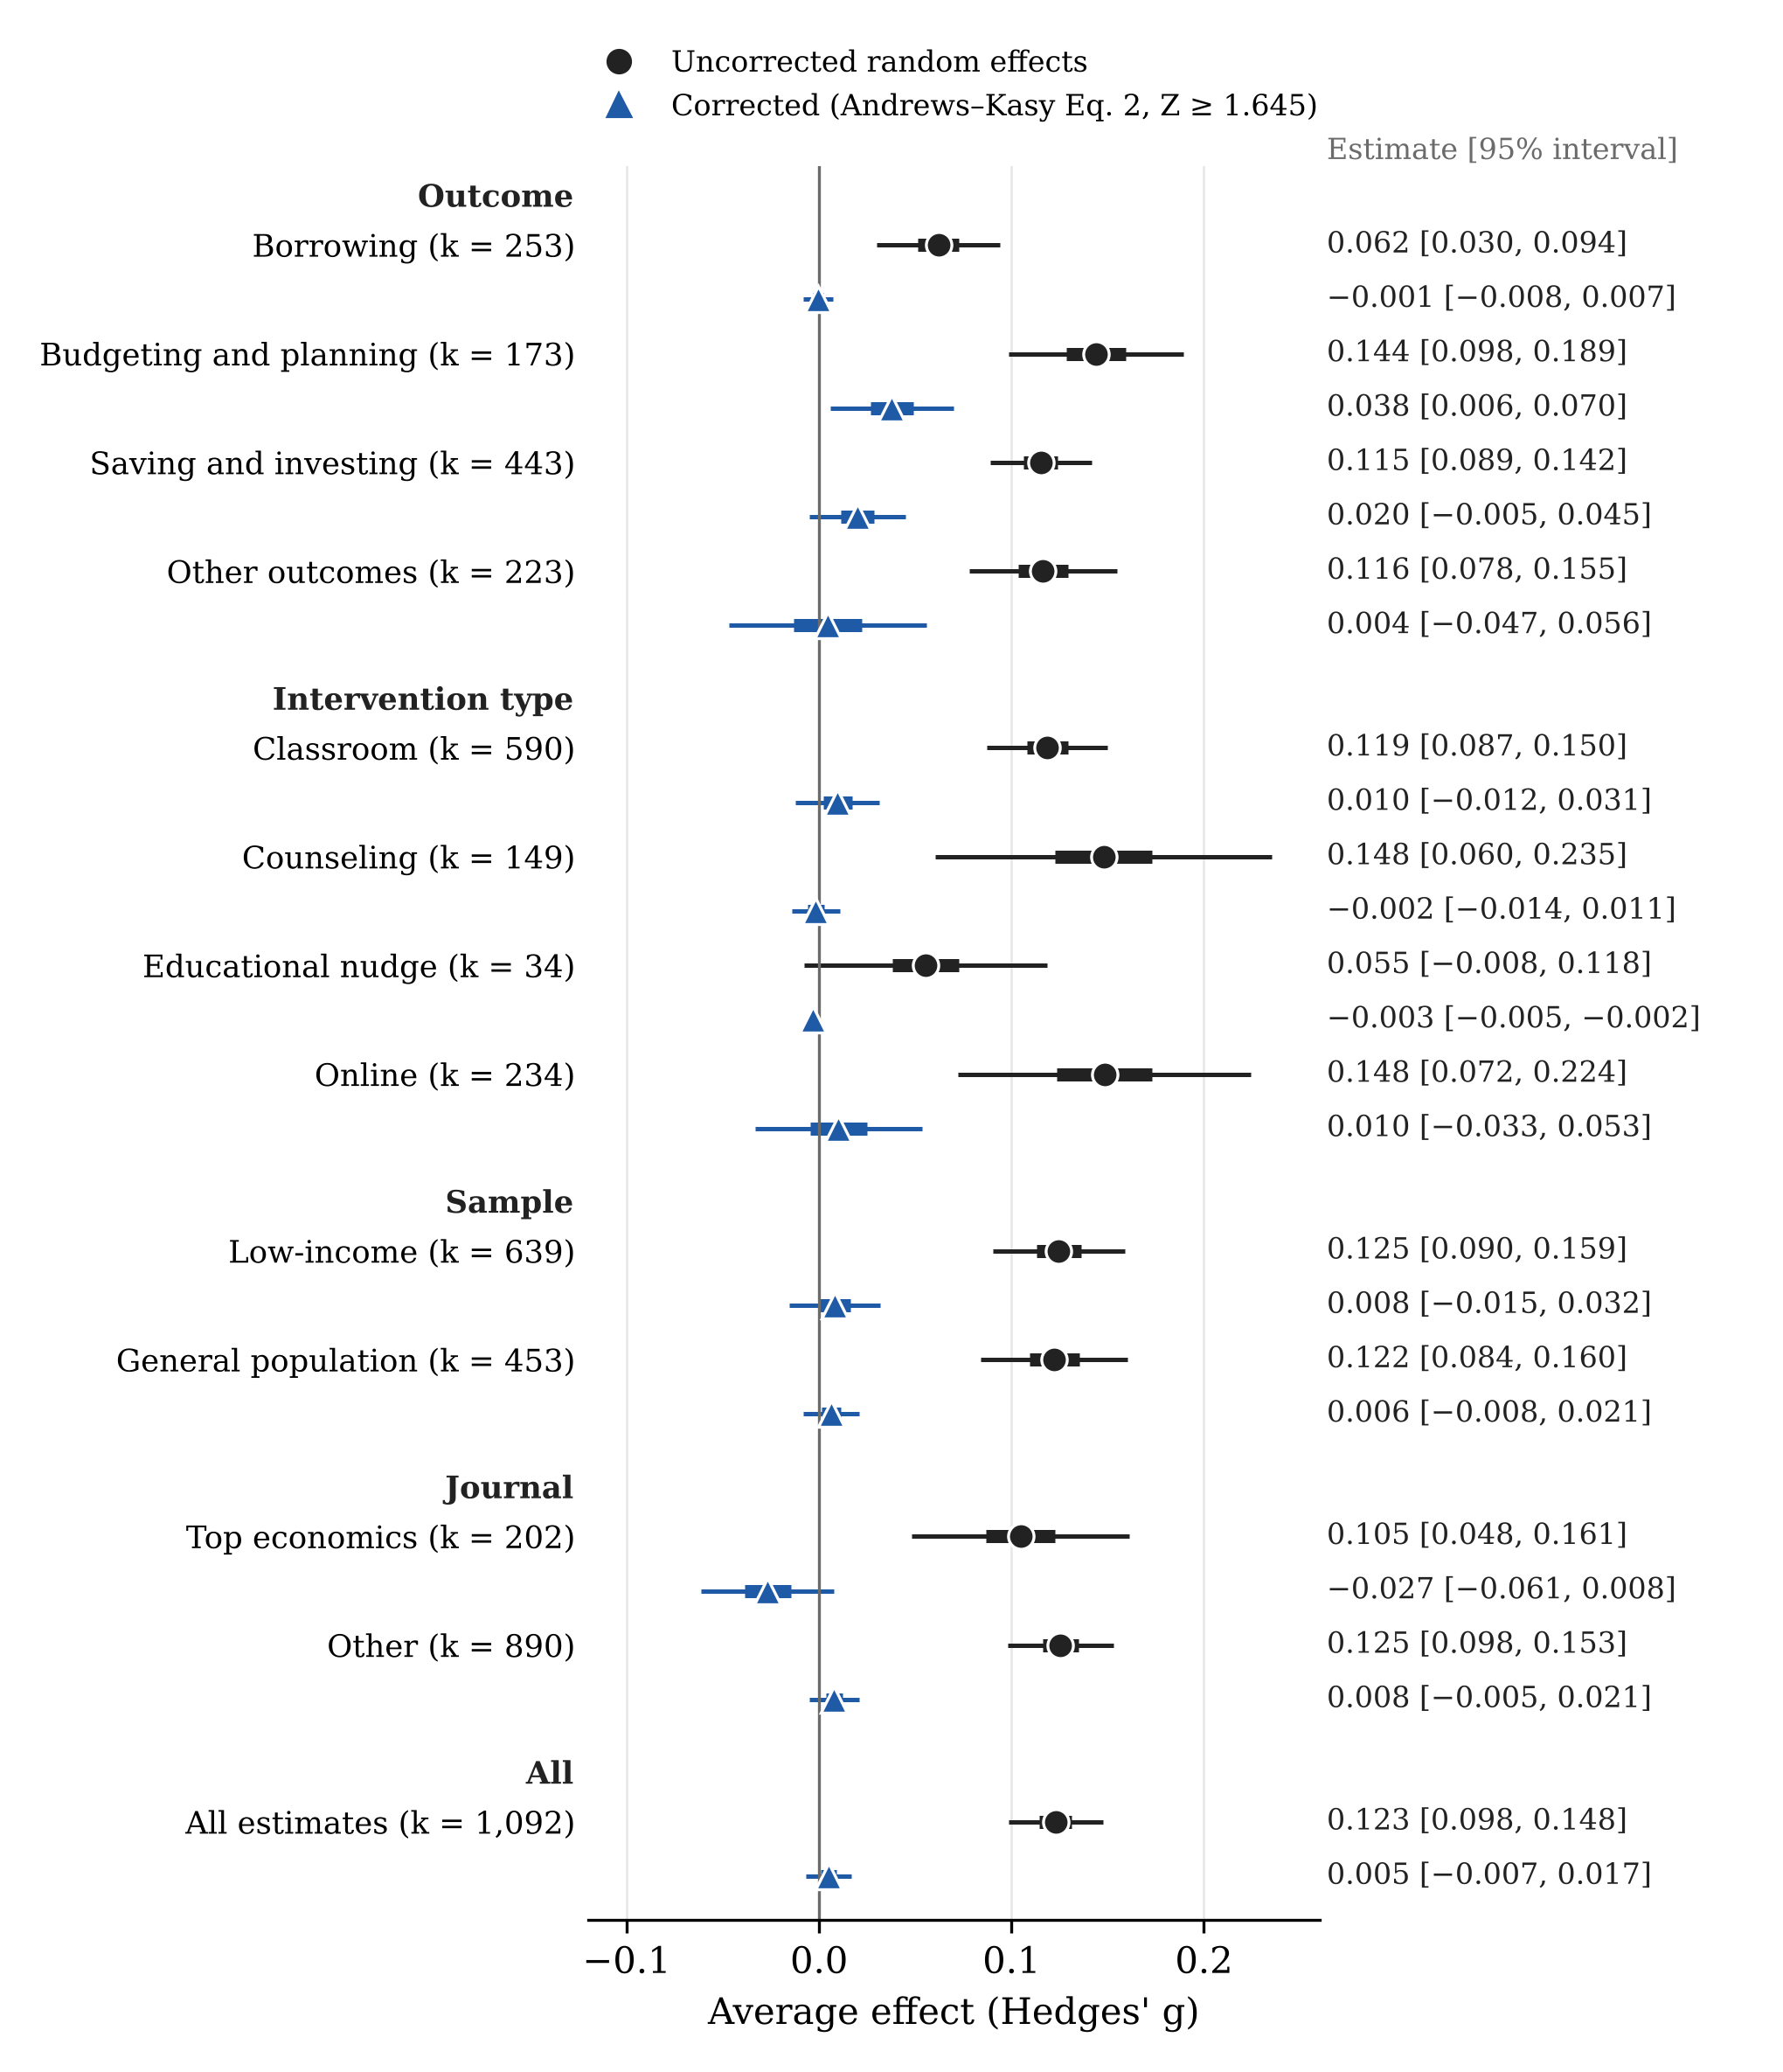 Uncorrected random effects
Corrected (Andrews–Kasy Eq. 2, Z ≥ 1.645)
Estimate [95% interval]
Outcome
Borrowing (k = 253) 0.062 [0.030, 0.094]
−0.001 [−0.008, 0.007]
Budgeting and planning (k = 173) 0.144 [0.098, 0.189]
0.038 [0.006, 0.070]
Saving and investing (k = 443) 0.115 [0.089, 0.142]
0.020 [−0.005, 0.045]
Other outcomes (k = 223) 0.116 [0.078, 0.155]
0.004 [−0.047, 0.056]
Intervention type
Classroom (k = 590) 0.119 [0.087, 0.150]
0.010 [−0.012, 0.031]
Counseling (k = 149) 0.148 [0.060, 0.235]
−0.002 [−0.014, 0.011]
Educational nudge (k = 34) 0.055 [−0.008, 0.118]
−0.003 [−0.005, −0.002]
Online (k = 234) 0.148 [0.072, 0.224]
0.010 [−0.033, 0.053]
Sample
Low-income (k = 639) 0.125 [0.090, 0.159]
0.008 [−0.015, 0.032]
General population (k = 453) 0.122 [0.084, 0.160]
0.006 [−0.008, 0.021]
Journal
Top economics (k = 202) 0.105 [0.048, 0.161]
−0.027 [−0.061, 0.008]
Other (k = 890) 0.125 [0.098, 0.153]
0.008 [−0.005, 0.021]
All
All estimates (k = 1,092) 0.123 [0.098, 0.148]
0.005 [−0.007, 0.017]
−0.1 0.0 0.1 0.2
Average effect (Hedges' g)